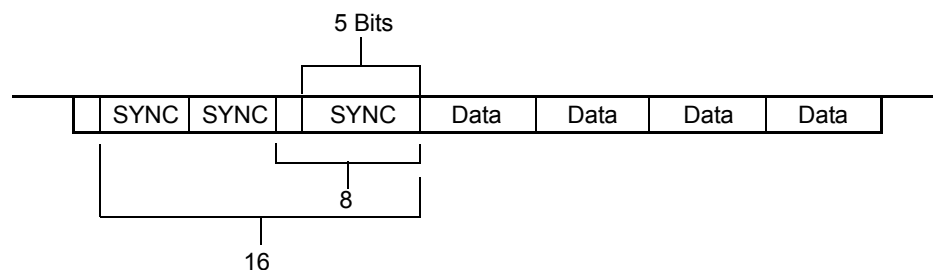 5 Bits
SYNC SYNC SYNC Data Data Data Data
8
16